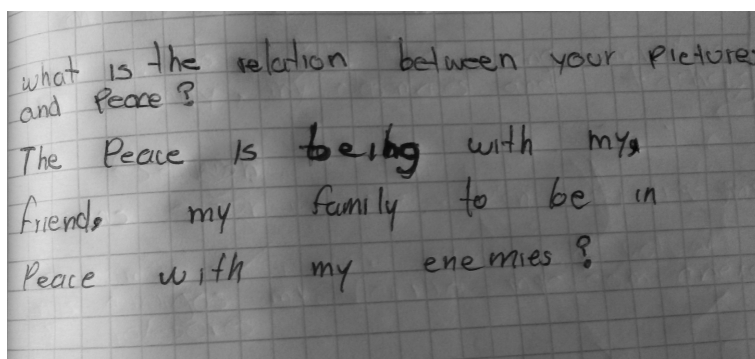 what is the relation between your picture
and Peace?
The Peace is being with my
friends my family to be in
Peace with my enemies?